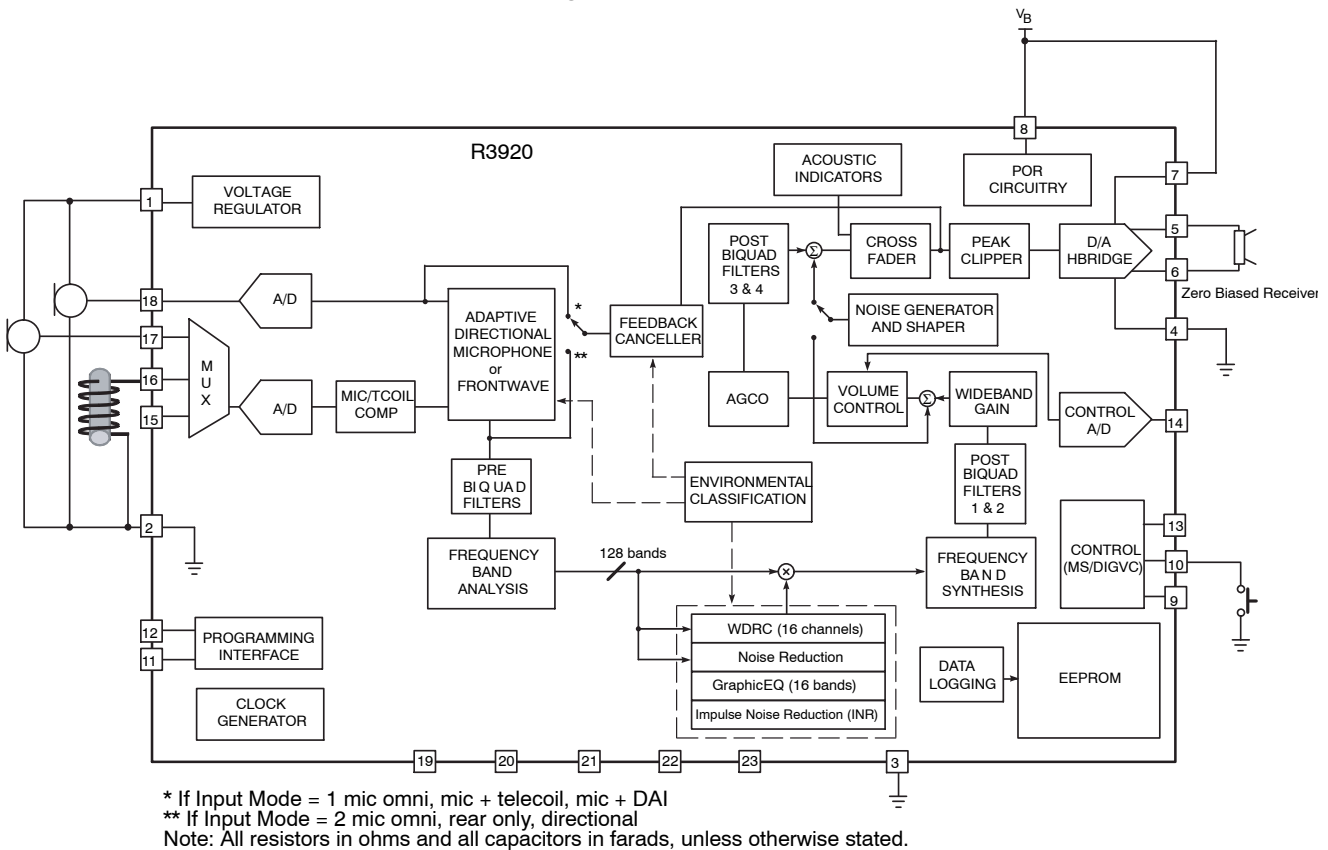 VB
8
R3920
ACOUSTIC
INDICATORS
POR
CIRCUITRY
7
1
VOLTAGE
REGULATOR
POST
BIQUAD
FILTERS
3 & 4
Σ
CROSS
FADER
PEAK
CLIPPER
D/A
HBRIDGE
5
6
Zero Biased Receiver
18
A/D
ADAPTIVE
DIRECTIONAL
MICROPHONE
or
FRONTWAVE
*
**
FEEDBACK
CANCELLER
NOISE GENERATOR
AND SHAPER
4
17
16
15
MUX
A/D
MIC/TCOIL
COMP
AGCO
VOLUME
CONTROL
Σ
WIDEBAND
GAIN
CONTROL
A/D
14
PRE
BIQUAD
FILTERS
ENVIRONMENTAL
CLASSIFICATION
POST
BIQUAD
FILTERS
1 & 2
2
FREQUENCY
BAND
ANALYSIS
128 bands
×
FREQUENCY
BAND
SYNTHESIS
CONTROL
(MS/DIGVC)
13
10
9
12
11
PROGRAMMING
INTERFACE
WDRC (16 channels)
Noise Reduction
GraphicEQ (16 bands)
Impulse Noise Reduction (INR)
DATA
LOGGING
EEPROM
CLOCK
GENERATOR
19
20
21
22
23
3
* If Input Mode = 1 mic omni, mic + telecoil, mic + DAI
** If Input Mode = 2 mic omni, rear only, directional
Note: All resistors in ohms and all capacitors in farads, unless otherwise stated.